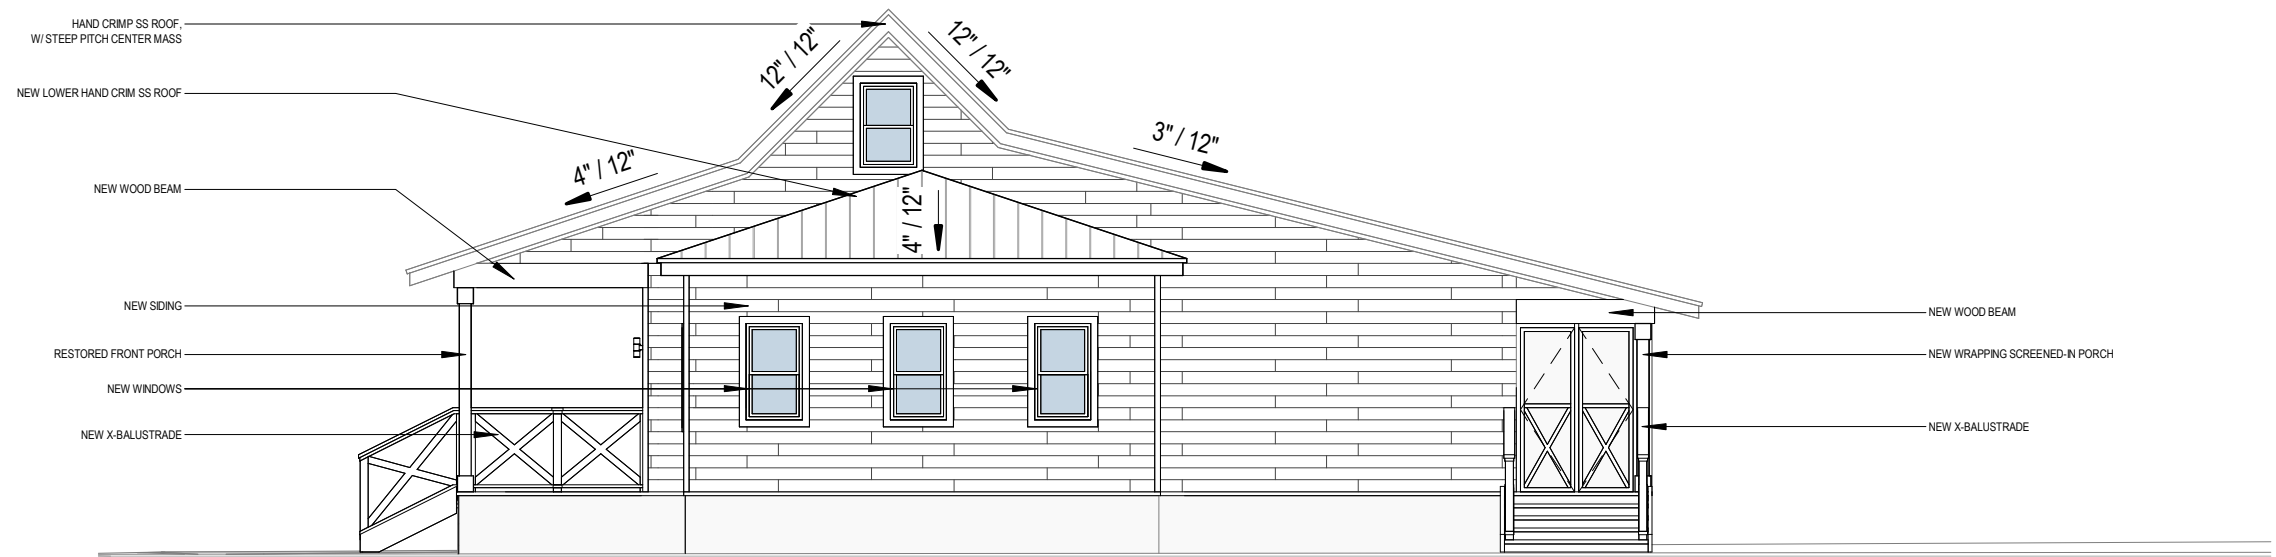 HAND CRIMP SS ROOF,
W/ STEEP PITCH CENTER MASS
12" / 12"
12" / 12"
NEW LOWER HAND CRIM SS ROOF
3" / 12"
4" / 12"
NEW WOOD BEAM
4" / 12"
NEW SIDING
NEW WOOD BEAM
RESTORED FRONT PORCH
NEW WRAPPING SCREENED-IN PORCH
NEW WINDOWS
NEW X-BALUSTRADE
NEW X-BALUSTRADE